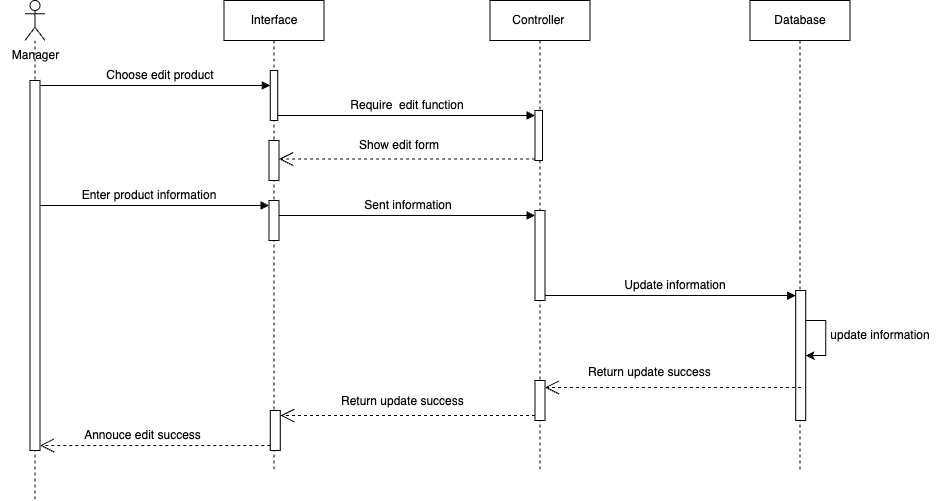 Interface
Controller
Database
Manager
Choose edit product
Require edit function
Show edit form
Enter product information
Sent information
Update information
update information
Return update success
Return update success
Annouce edit success